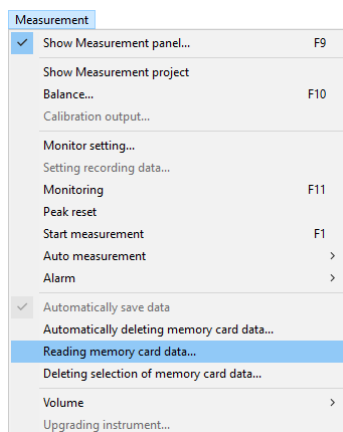 Measurement
Show Measurement panel... F9
Show Measurement project
Balance... F10
Calibration output...
Monitor setting...
Setting recording data...
Monitoring F11
Peak reset
Start measurement F1
Auto measurement
Alarm
Automatically save data
Automatically deleting memory card data...
Reading memory card data...
Deleting selection of memory card data...
Volume
Upgrading instrument...